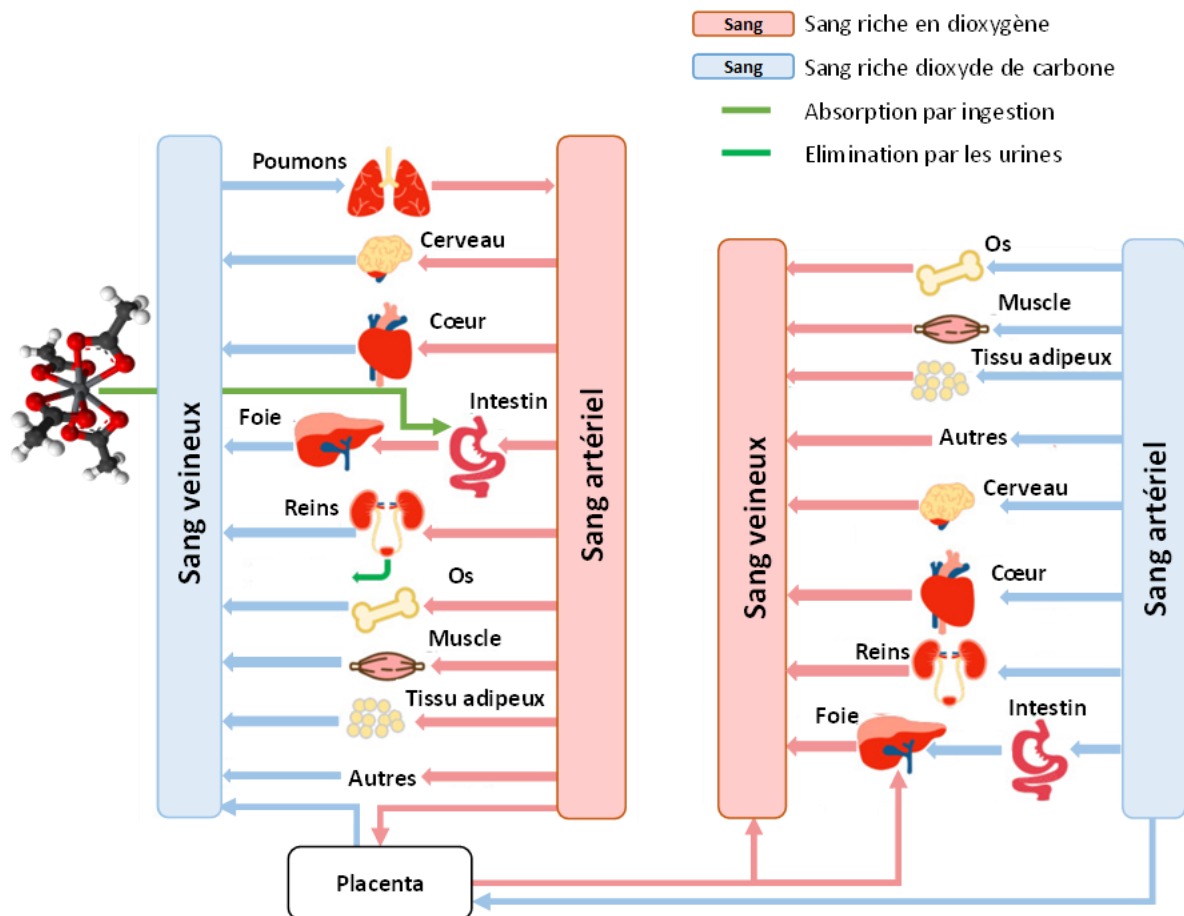 Sang Sang riche en dioxygène
Sang Sang riche dioxyde de carbone
Absorption par ingestion
Elimination par les urines
Sang veineux
Poumons
Cerveau
Cœur
Foie
Intestin
Reins
Os
Muscle
Tissu adipeux
Autres
Sang artériel
Placenta
Sang veineux
Os
Muscle
Tissu adipeux
Autres
Cerveau
Cœur
Reins
Foie
Intestin
Sang artériel